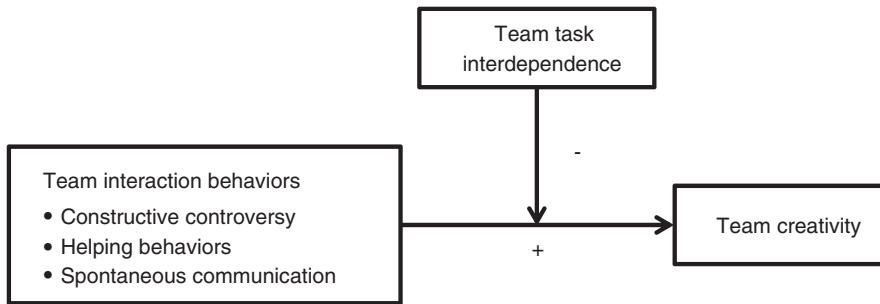 Team task
interdependence
-
Team interaction behaviors
• Constructive controversy
• Helping behaviors
• Spontaneous communication
+
Team creativity